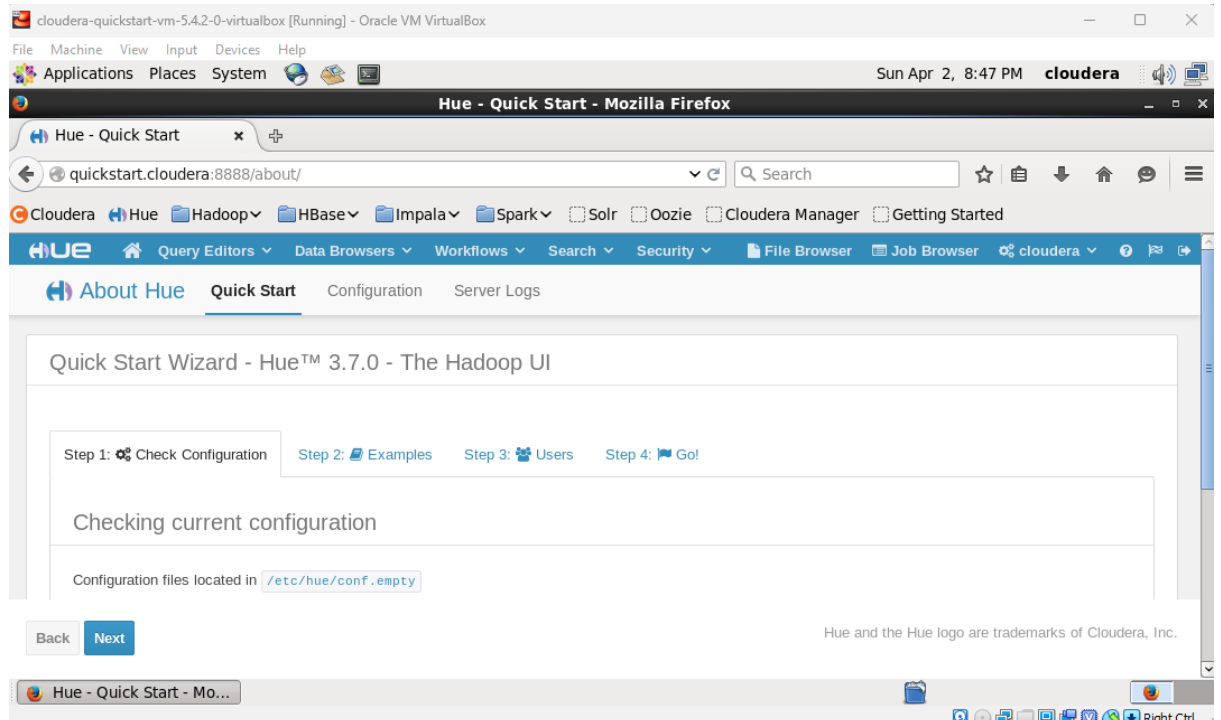 cloudera-quickstart-vm-5.4.2-0-virtualbox [Running] - Oracle VM VirtualBox
File Machine View Input Devices Help
Applications Places System Sun Apr 2, 8:47 PM cloudera
Hue - Quick Start - Mozilla Firefox
Hue - Quick Start
quickstart.cloudera:8888/about/ Search
Cloudera Hue Hadoop HBase Impala Spark Solr Oozie Cloudera Manager Getting Started
HUE Query Editors Data Browsers Workflows Search Security File Browser Job Browser cloudera
About Hue Quick Start Configuration Server Logs
Quick Start Wizard - Hue™ 3.7.0 - The Hadoop UI
Step 1: Check Configuration Step 2: Examples Step 3: Users Step 4: Go!
Checking current configuration
Configuration files located in /etc/hue/conf.empty
Back Next Hue and the Hue logo are trademarks of Cloudera, Inc.
Hue - Quick Start - Mo...
Right Ctrl